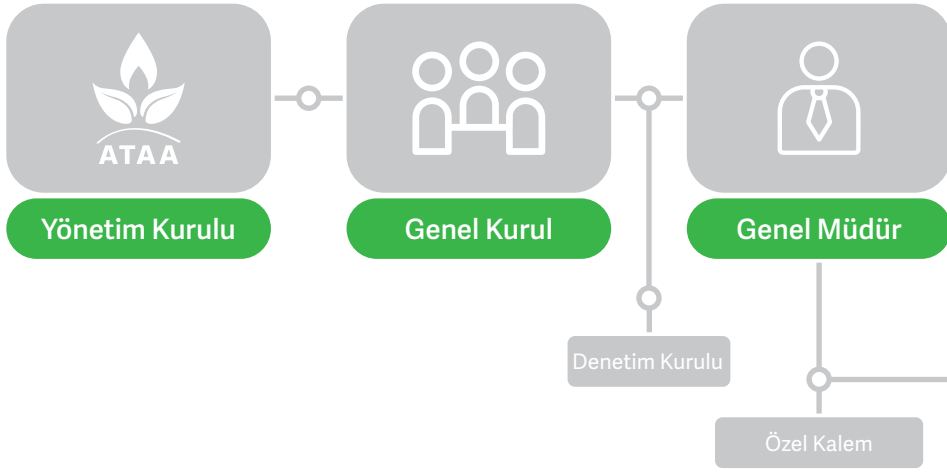 ATAA
Yönetim Kurulu
Genel Kurul
Genel Müdür
Denetim Kurulu
Özel Kalem